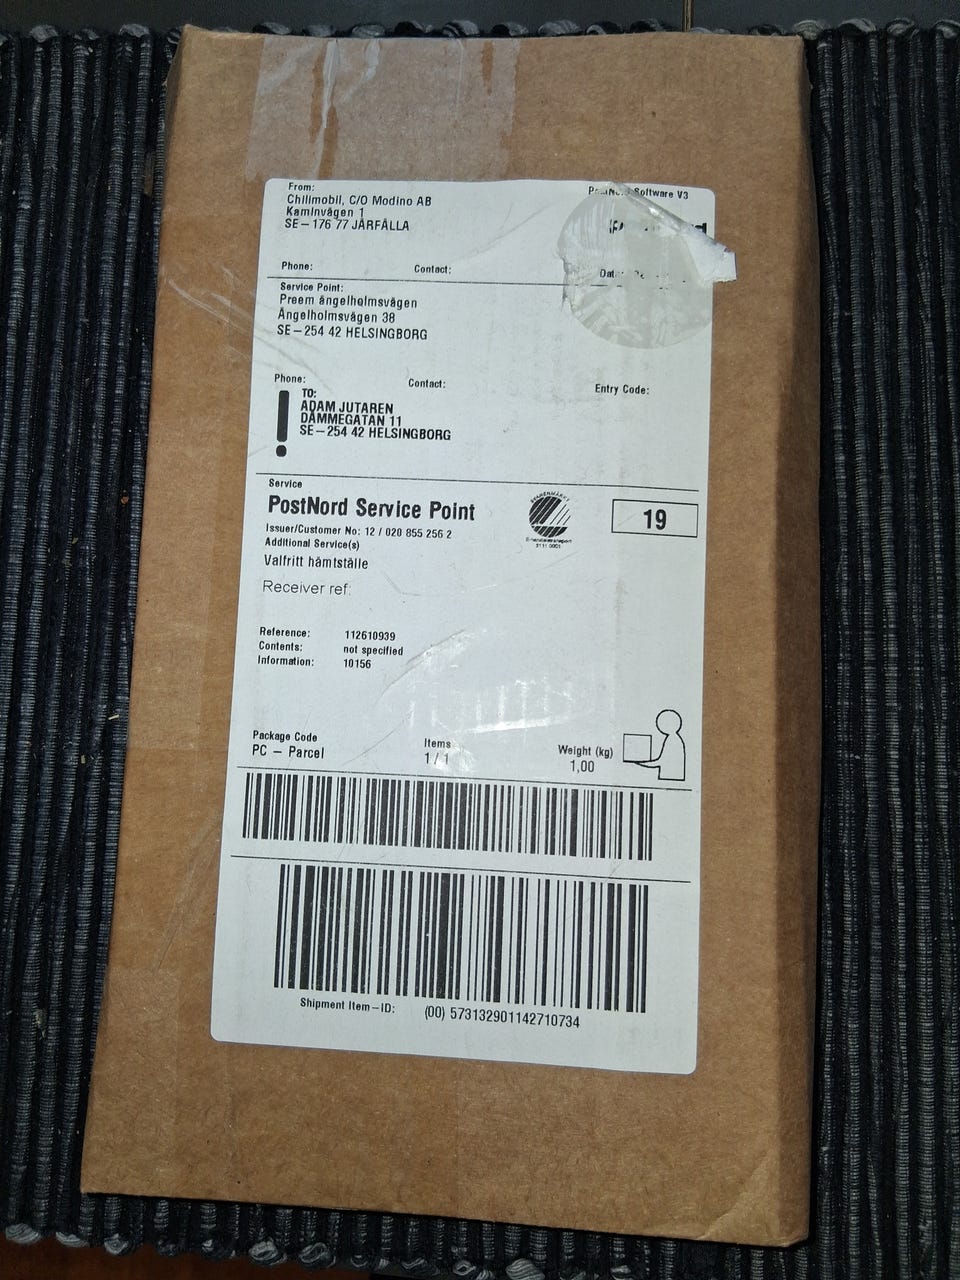 From:
Chilimobil, C/O Modino AB
Kaminvägen 1
SE-176 77 JÄRFÄLLA
Software V3
Phone: Contact:
Service Point:
Preem ängelholmsvägen
Ängelholmsvägen 38
SE-254 42 HELSINGBORG
Phone: Contact: Entry Code:
TO:
ADAM JUTAREN
DÄMMEGATAN 11
SE-254 42 HELSINGBORG
Service
PostNord Service Point
19
Issuer/Customer No: 12 / 020 855 256 2
Additional Service(s)
Valfritt hämtställe
Receiver ref:
Reference: 112610939
Contents: not specified
Information: 10156
Package Code
PC - Parcel
Items
1 / 1
Weight (kg)
1,00
Shipment Item-ID: (00) 573132901142710734